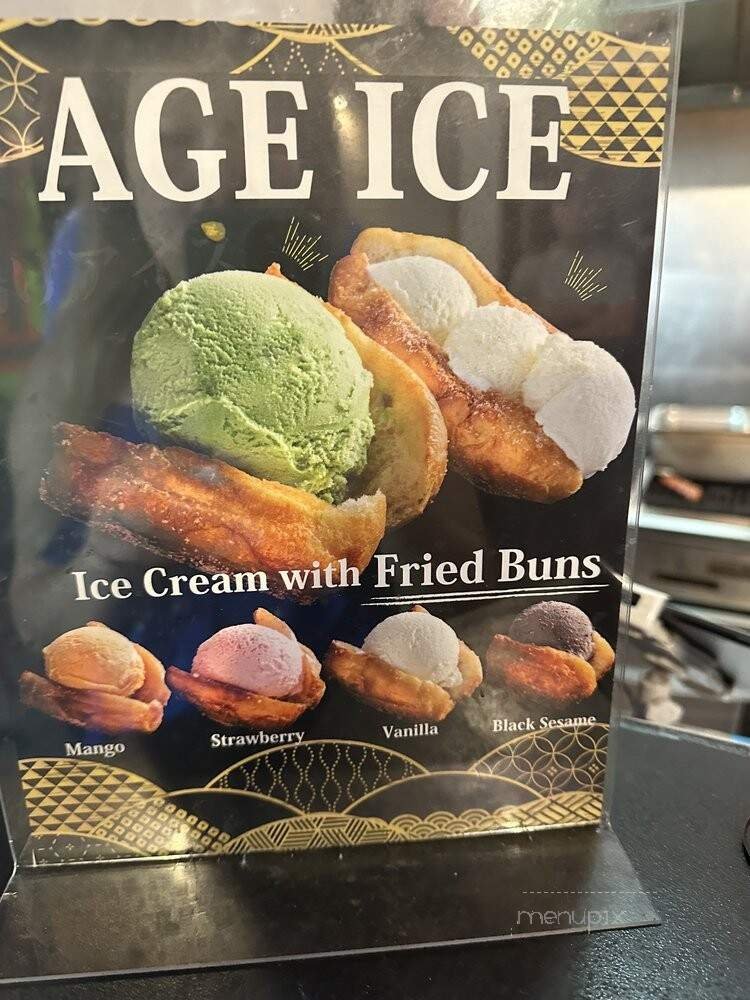 AGE ICE
Ice Cream with Fried Buns
Mango
Strawberry
Vanilla
Black Sesame
menupix